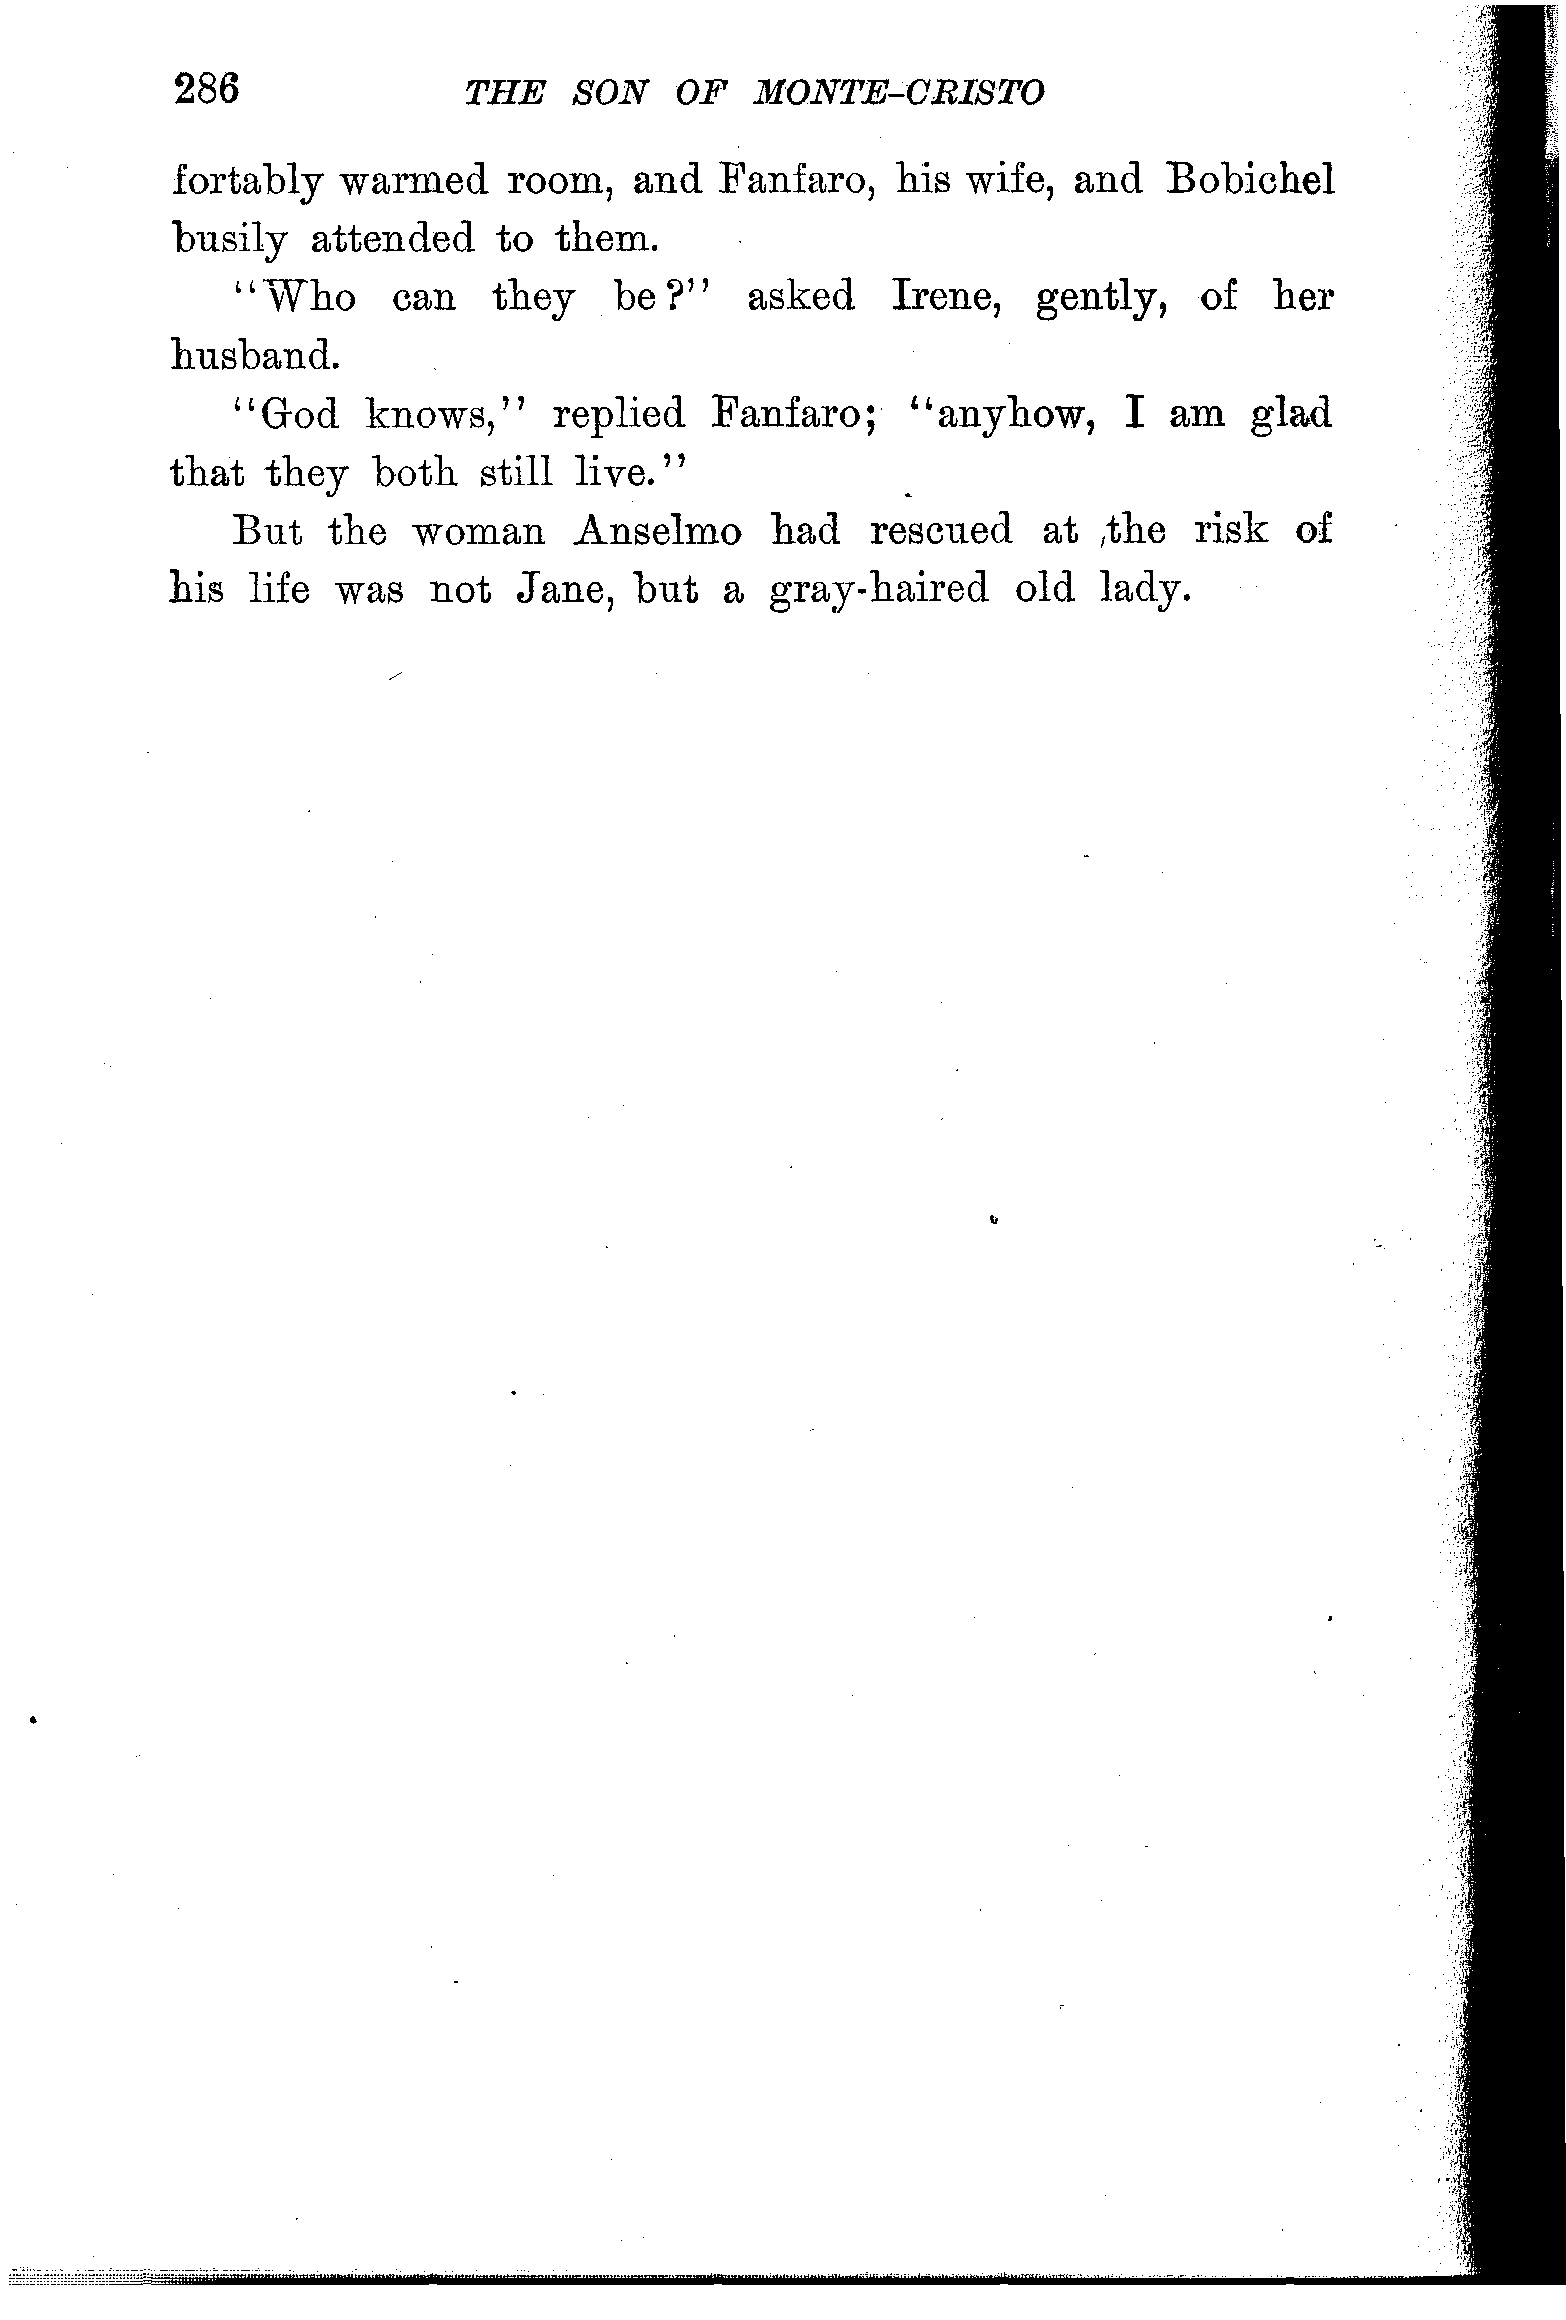 286 THE SON OF MONTE-CRISTO
fortably warmed room, and Fanfaro, his wife, and Bobichel
busily attended to them.
“Who can they be?” asked Irene, gently, of her
husband.
“God knows,” replied Fanfaro; “anyhow, I am glad
that they both still live.”
But the woman Anselmo had rescued at the risk of
his life was not Jane, but a gray-haired old lady.